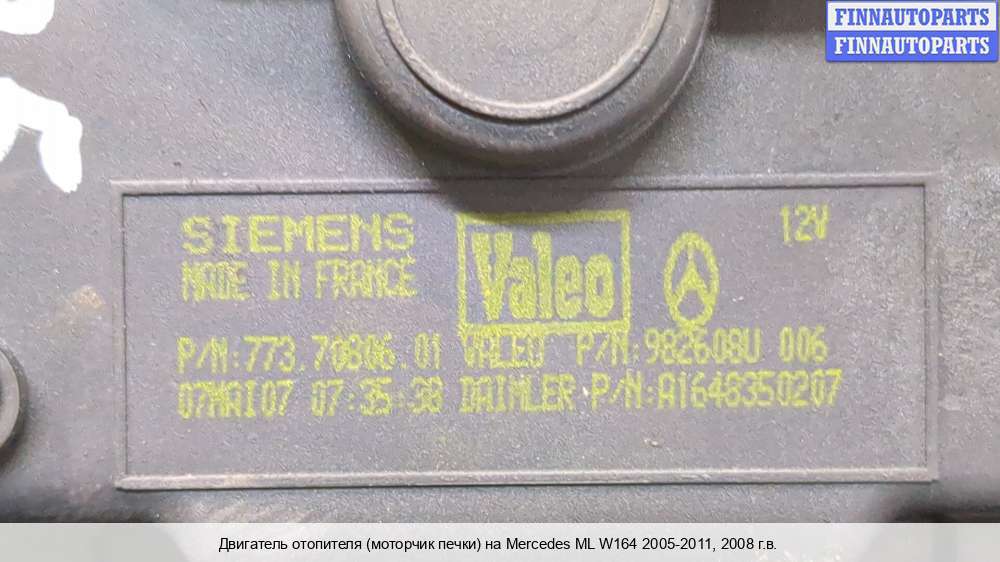 FINNAUTOPARTS
FINNAUTOPARTS
SIEMENS
MADE IN FRANCE
Valeo
12V
P/N:773.70806.01 VALEO P/N:982608U 006
07MAI07 07:35:38 DAIMLER P/N:A1648350207
Двигатель отопителя (моторчик печки) на Mercedes ML W164 2005-2011, 2008 г.в.